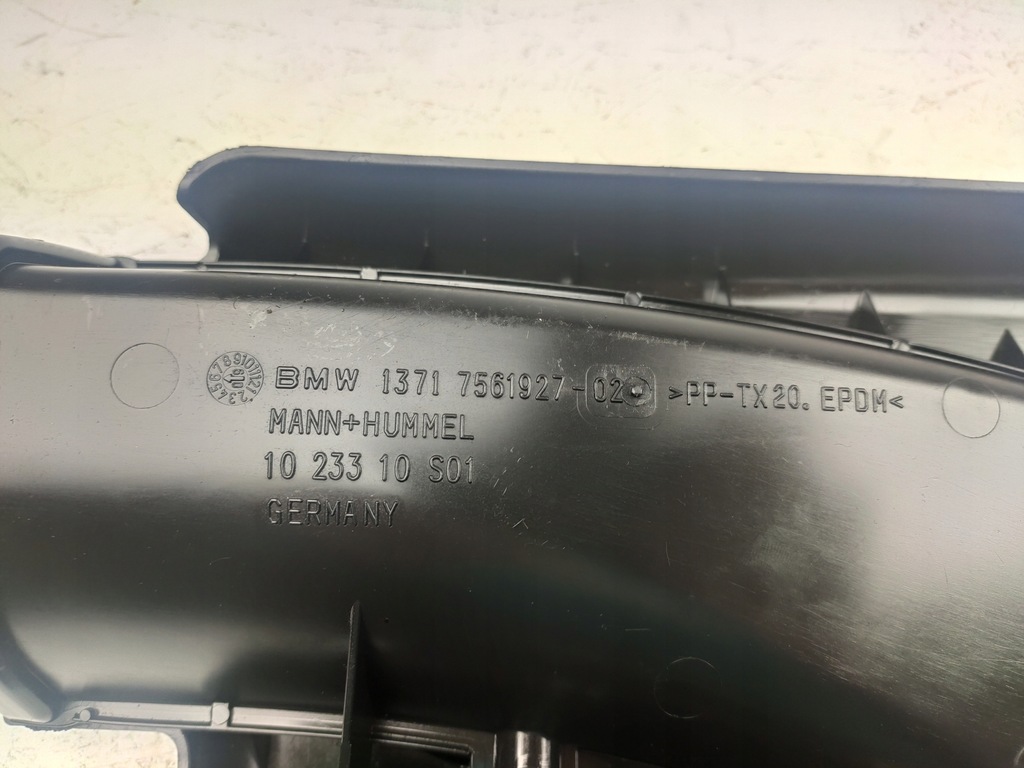 BMW 1371 7561927-02 >PP-TX20. EPDM<
MANN+HUMMEL
10 233 10 S01
GERMANY